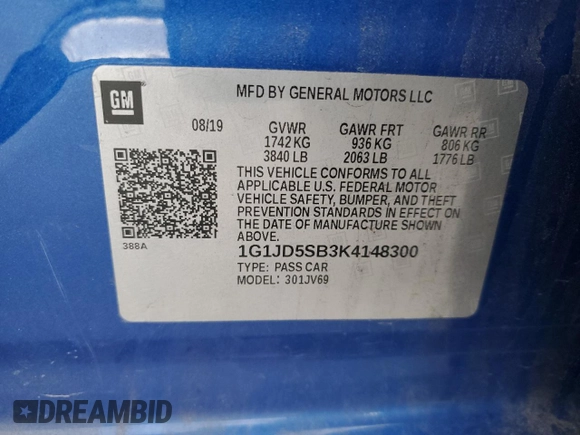 GM
MFD BY GENERAL MOTORS LLC
08/19 GVWR GAWR FRT GAWR RR
1742 KG 936 KG 806 KG
3840 LB 2063 LB 1776 LB
THIS VEHICLE CONFORMS TO ALL
APPLICABLE U.S. FEDERAL MOTOR
VEHICLE SAFETY, BUMPER, AND THEFT
PREVENTION STANDARDS IN EFFECT ON
THE DATE OF MANUFACTURE SHOWN
ABOVE.
388A
1G1JD5SB3K4148300
TYPE: PASS CAR
MODEL: 301JV69
DREAMBID